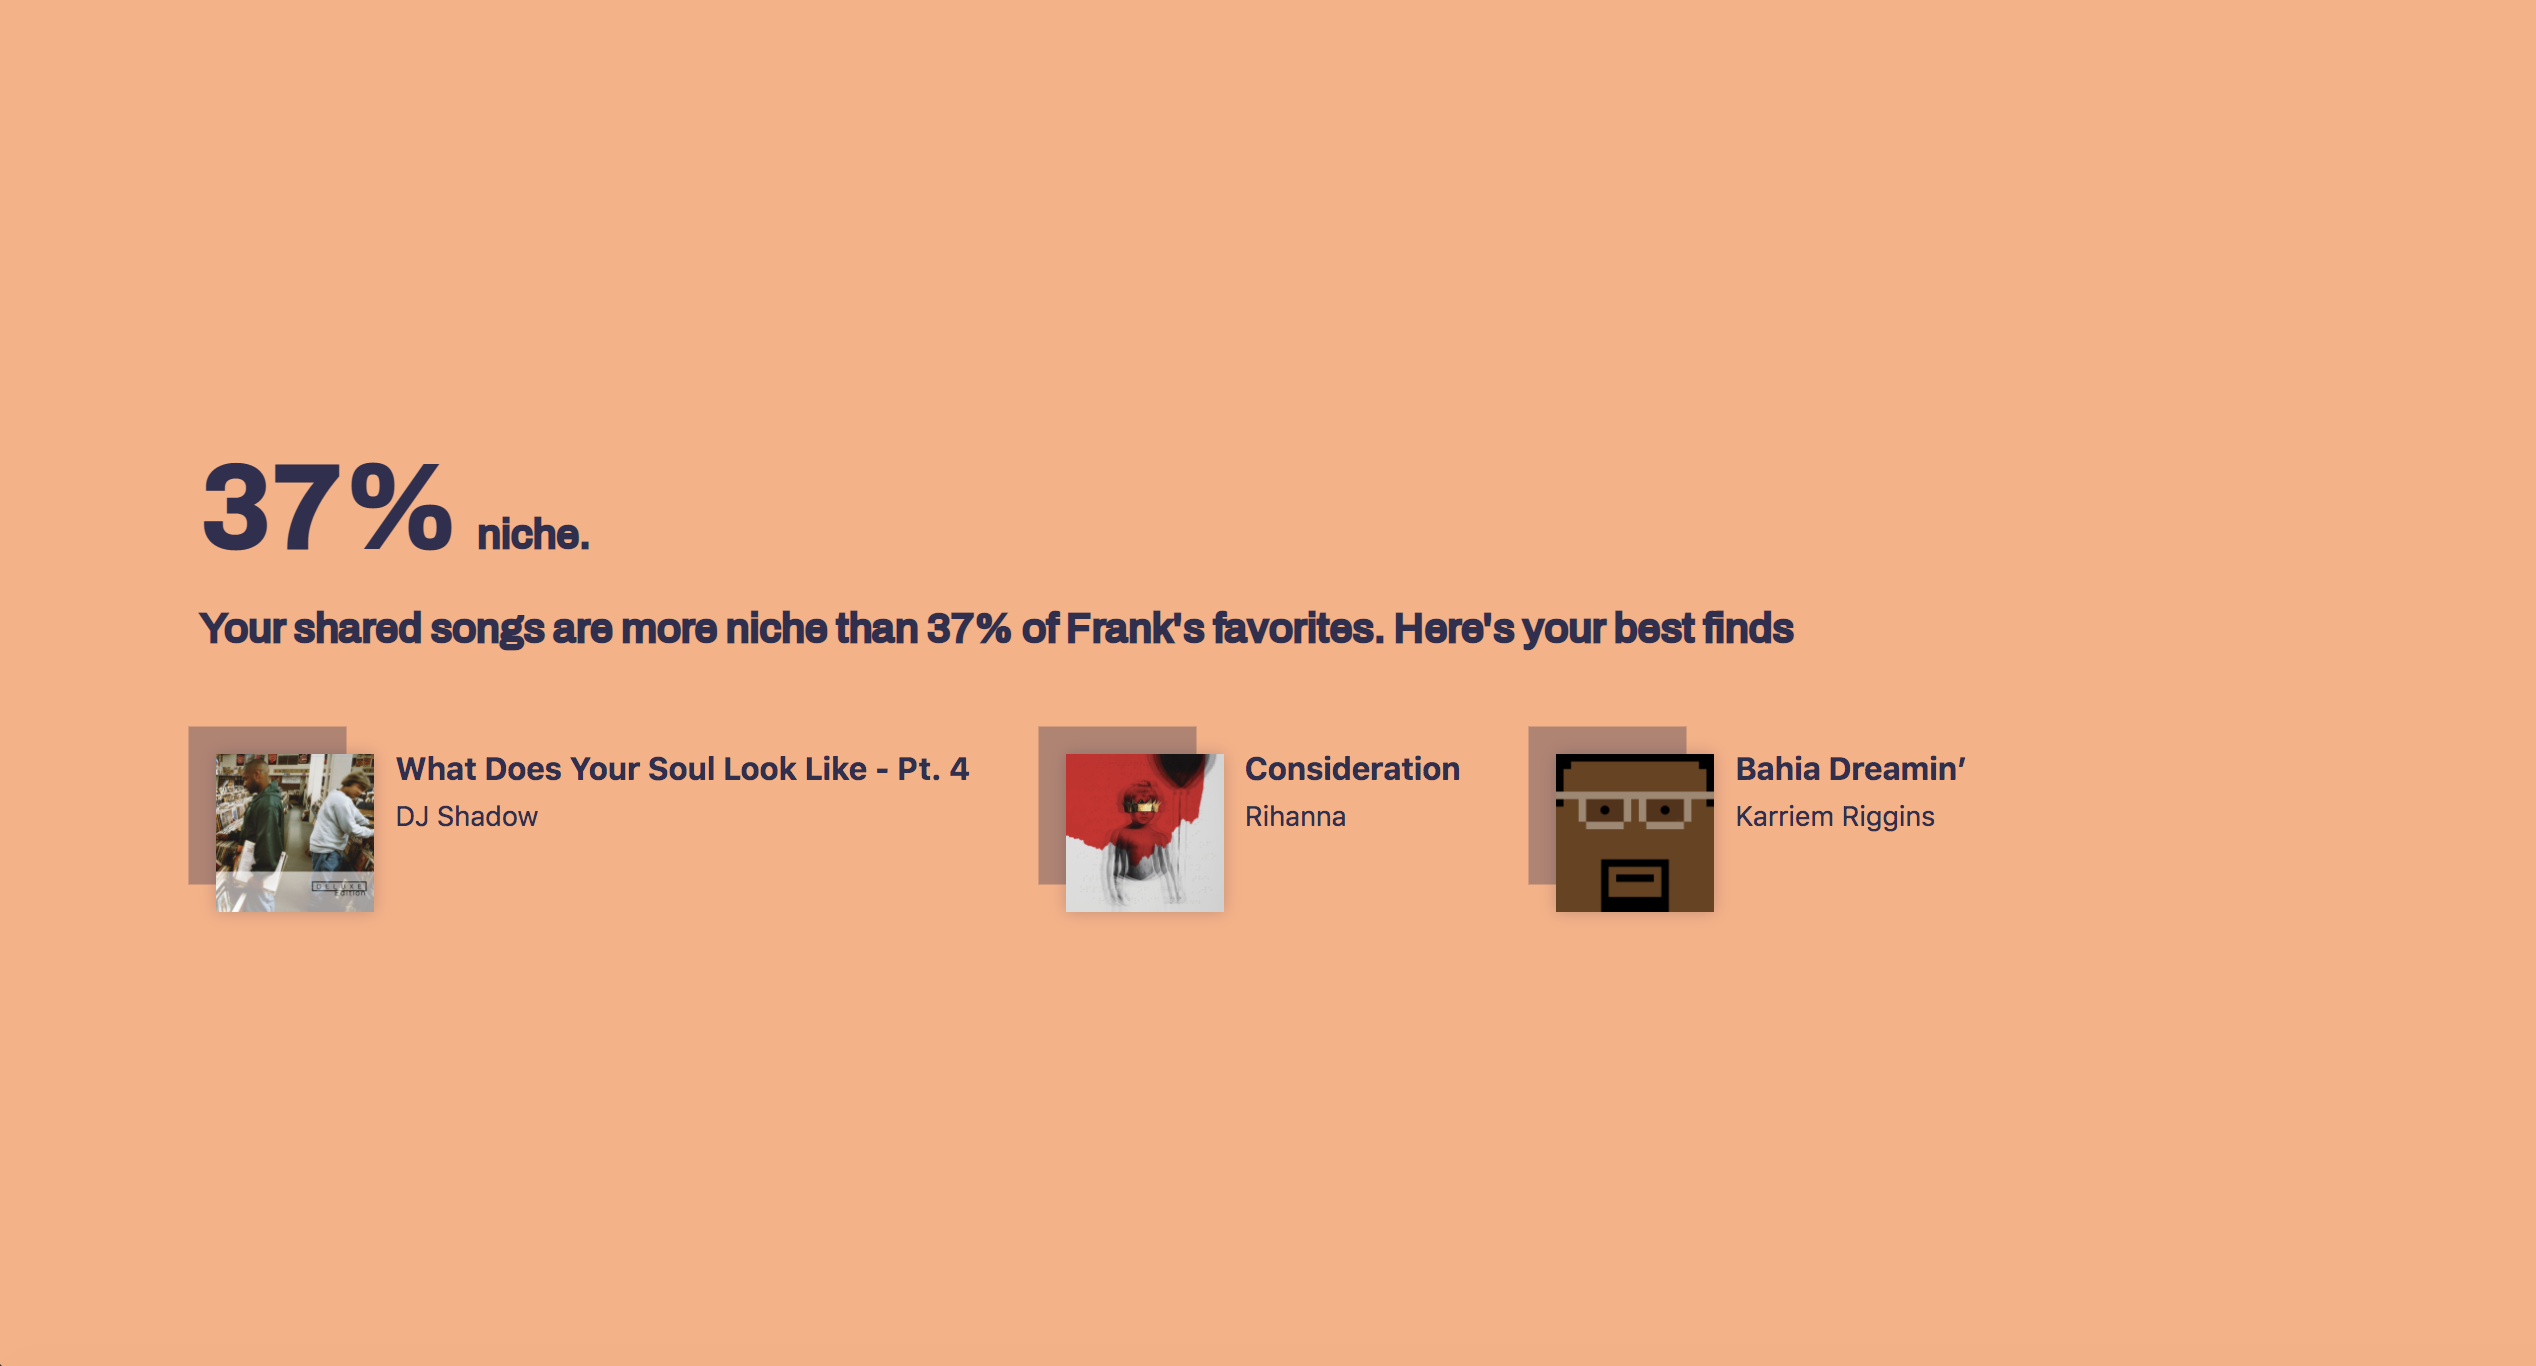 37% niche.
Your shared songs are more niche than 37% of Frank's favorites. Here's your best finds
What Does Your Soul Look Like - Pt. 4
DJ Shadow
Consideration
Rihanna
Bahia Dreamin’
Karriem Riggins
DELUXE
Edition